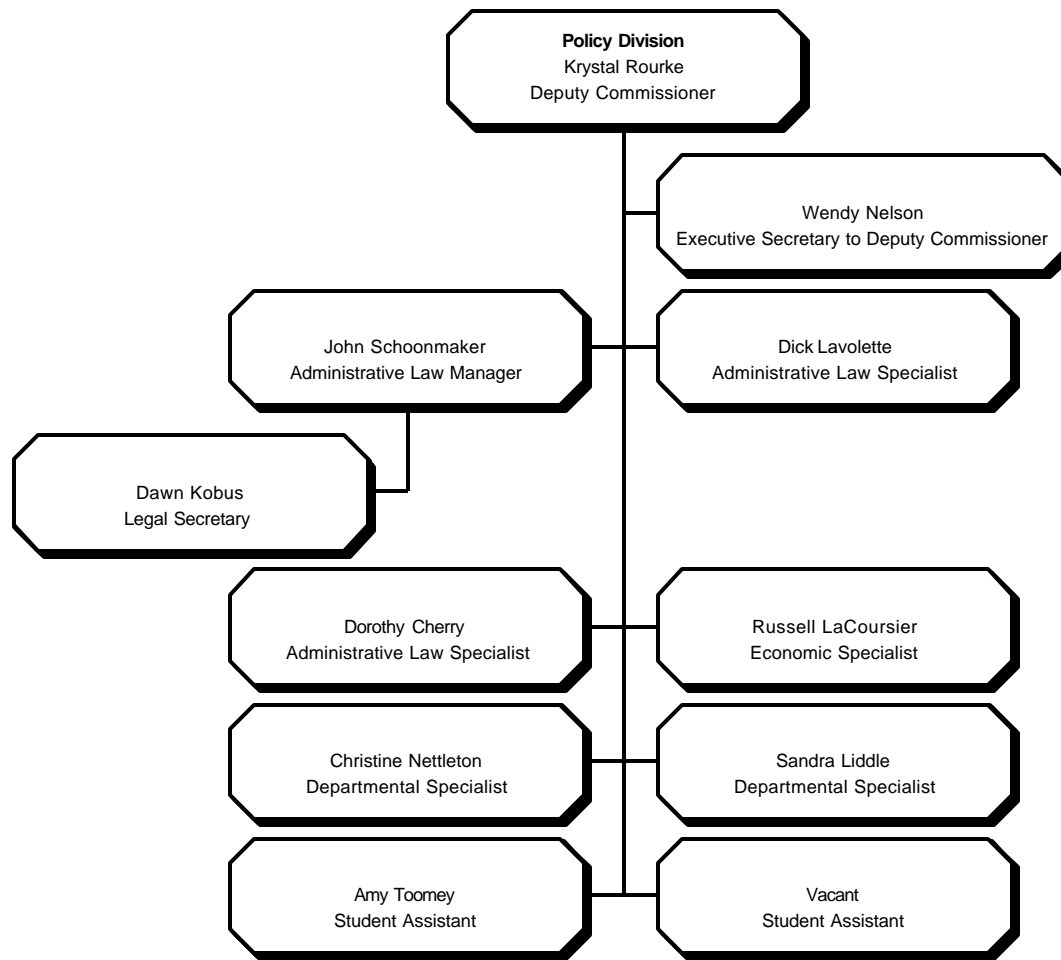 Policy Division
Krystal Rourke
Deputy Commissioner
Wendy Nelson
Executive Secretary to Deputy Commissioner
John Schoonmaker
Administrative Law Manager
Dick Lavolette
Administrative Law Specialist
Dawn Kobus
Legal Secretary
Dorothy Cherry
Administrative Law Specialist
Russell LaCoursier
Economic Specialist
Christine Nettleton
Departmental Specialist
Sandra Liddle
Departmental Specialist
Amy Toomey
Student Assistant
Vacant
Student Assistant